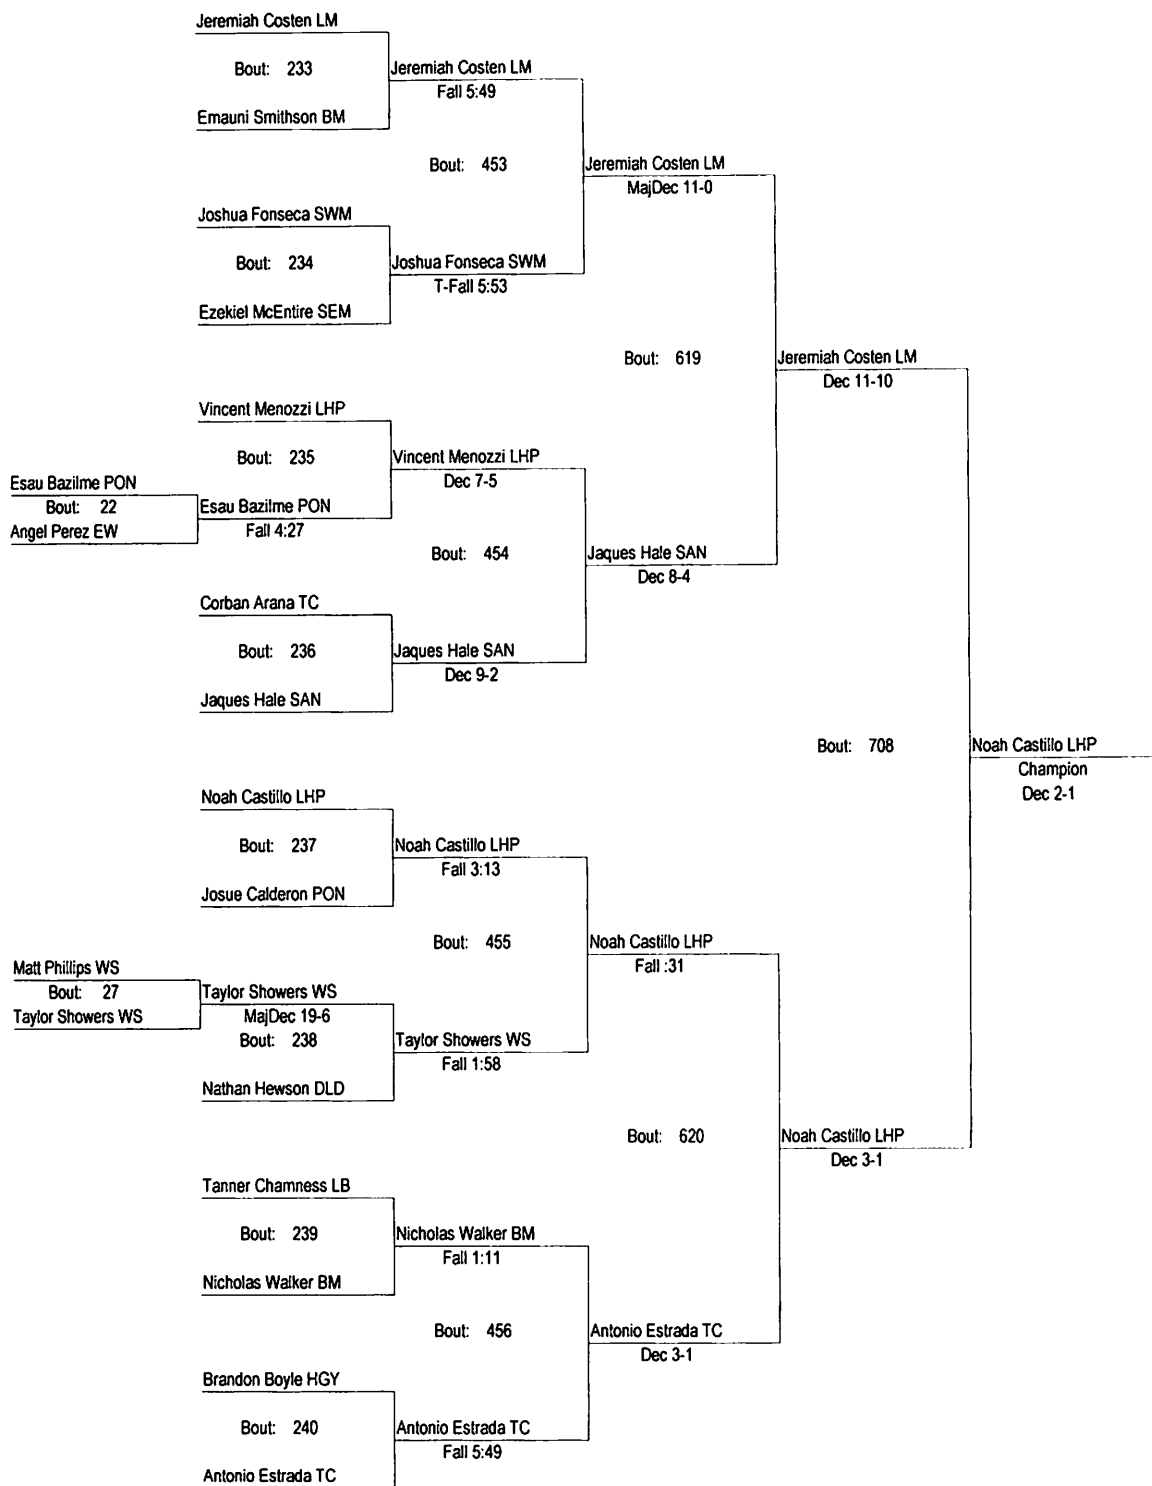 Jeremiah Costen LM
Bout: 233
Jeremiah Costen LM
Fall 5:49
Emauni Smithson BM
Bout: 453
Jeremiah Costen LM
MajDec 11-0
Joshua Fonseca SWM
Bout: 234
Joshua Fonseca SWM
T-Fall 5:53
Ezekiel McEntire SEM
Bout: 619
Jeremiah Costen LM
Dec 11-10
Vincent Menozzi LHP
Bout: 235
Vincent Menozzi LHP
Dec 7-5
Esau Bazilme PON
Bout: 22
Esau Bazilme PON
Fall 4:27
Angel Perez EW
Bout: 454
Jaques Hale SAN
Dec 8-4
Corban Arana TC
Bout: 236
Jaques Hale SAN
Dec 9-2
Jaques Hale SAN
Bout: 708
Noah Castillo LHP
Champion
Dec 2-1
Noah Castillo LHP
Bout: 237
Noah Castillo LHP
Fall 3:13
Josue Calderon PON
Bout: 455
Noah Castillo LHP
Fall :31
Matt Phillips WS
Bout: 27
Taylor Showers WS
MajDec 19-6
Taylor Showers WS
Bout: 238
Taylor Showers WS
Fall 1:58
Nathan Hewson DLD
Bout: 620
Noah Castillo LHP
Dec 3-1
Tanner Chamness LB
Bout: 239
Nicholas Walker BM
Fall 1:11
Nicholas Walker BM
Bout: 456
Antonio Estrada TC
Dec 3-1
Brandon Boyle HGY
Bout: 240
Antonio Estrada TC
Fall 5:49
Antonio Estrada TC